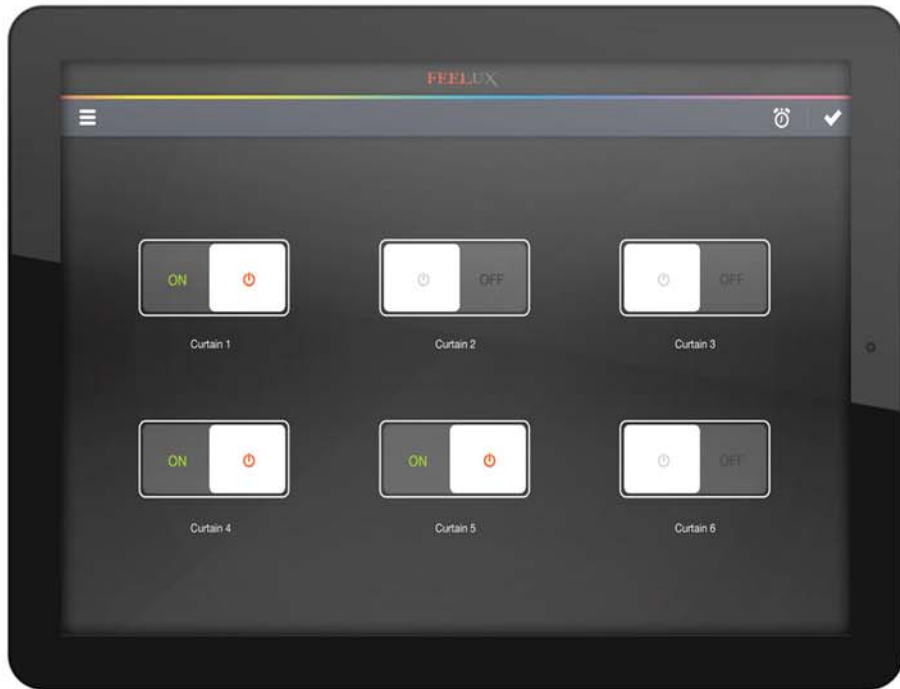 FEELUX
ON
OFF
OFF
Curtain 1
Curtain 2
Curtain 3
ON
ON
OFF
Curtain 4
Curtain 5
Curtain 6